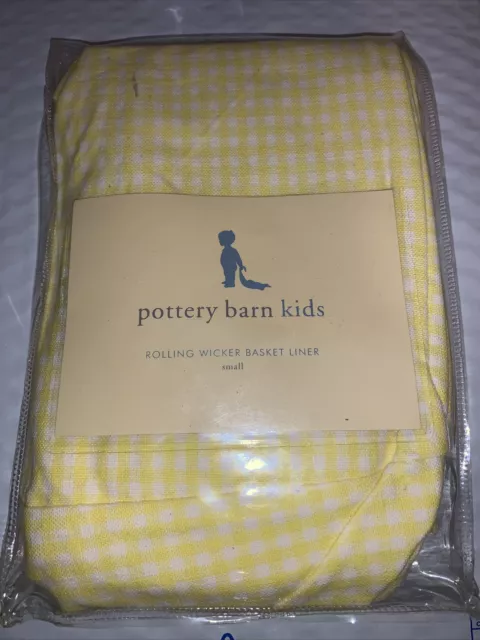 pottery barn kids
ROLLING WICKER BASKET LINER
small